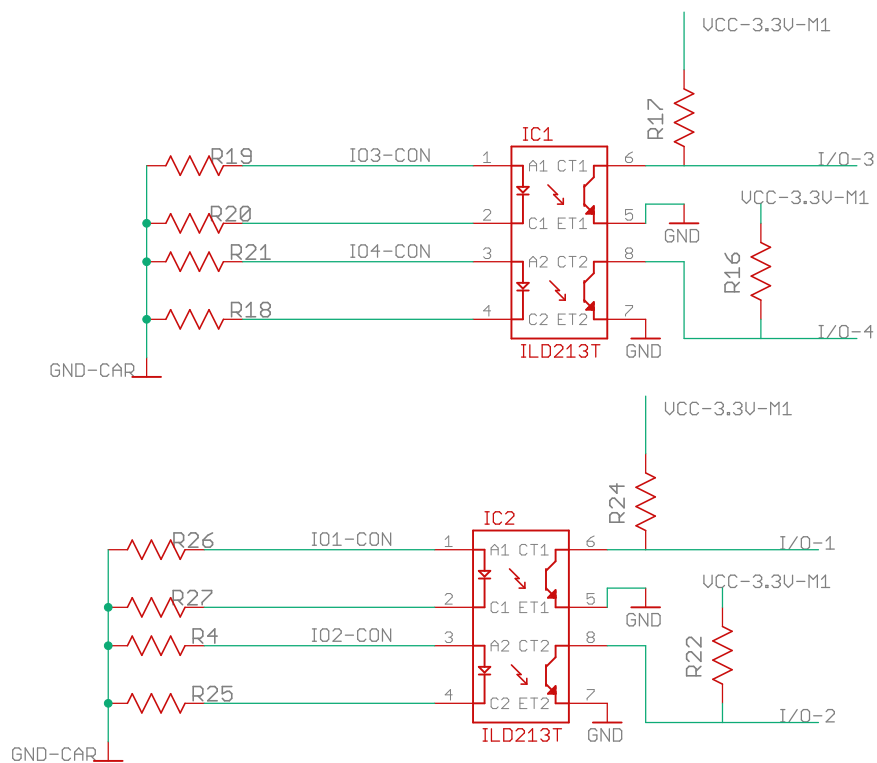 VCC-3.3V-M1
R17
IC1
R19
IO3-CON
1
A1 CT1
6
I/O-3
VCC-3.3V-M1
R20
2
C1 ET1
5
GND
R21
IO4-CON
3
A2 CT2
8
R16
R18
4
C2 ET2
7
I/O-4
ILD213T
GND
GND-CAR
VCC-3.3V-M1
R24
IC2
R26
IO1-CON
1
A1 CT1
6
I/O-1
VCC-3.3V-M1
R27
2
C1 ET1
5
GND
R4
IO2-CON
3
A2 CT2
8
R22
R25
4
C2 ET2
7
I/O-2
ILD213T
GND
GND-CAR